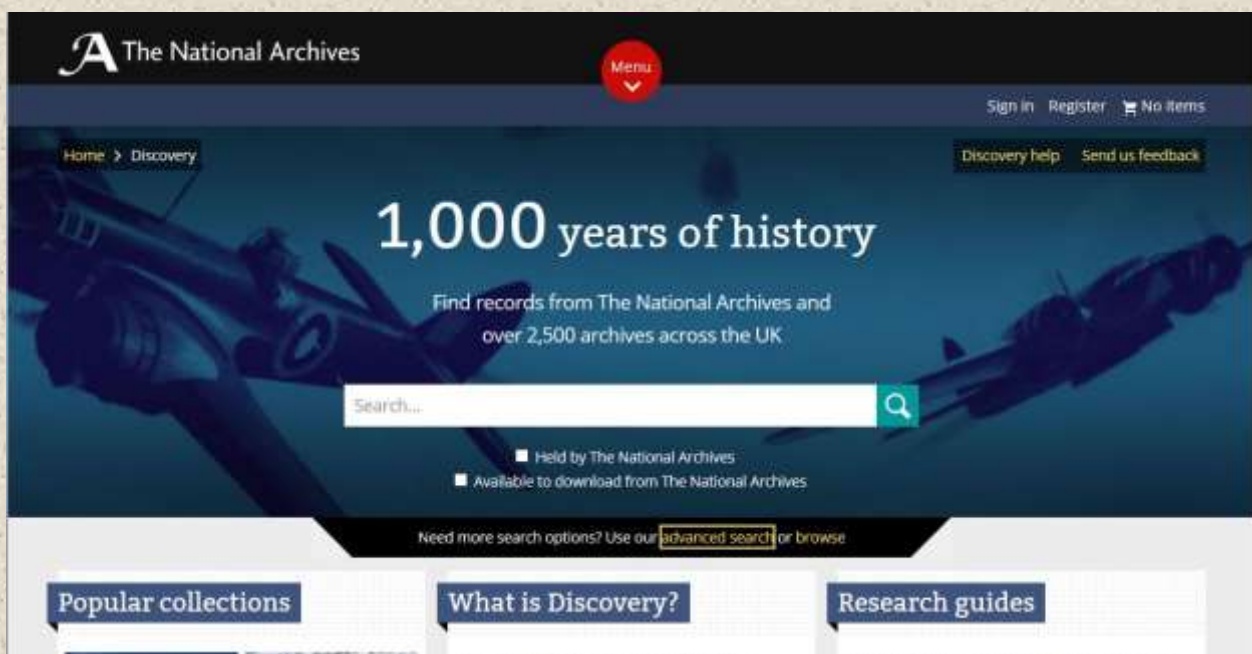 The National Archives
Menu
Sign in Register No items
Home > Discovery
Discovery help Send us feedback
1,000 years of history
Find records from The National Archives and
over 2,500 archives across the UK
Search...
Held by The National Archives
Available to download from The National Archives
Need more search options? Use our advanced search or browse
Popular collections
What is Discovery?
Research guides